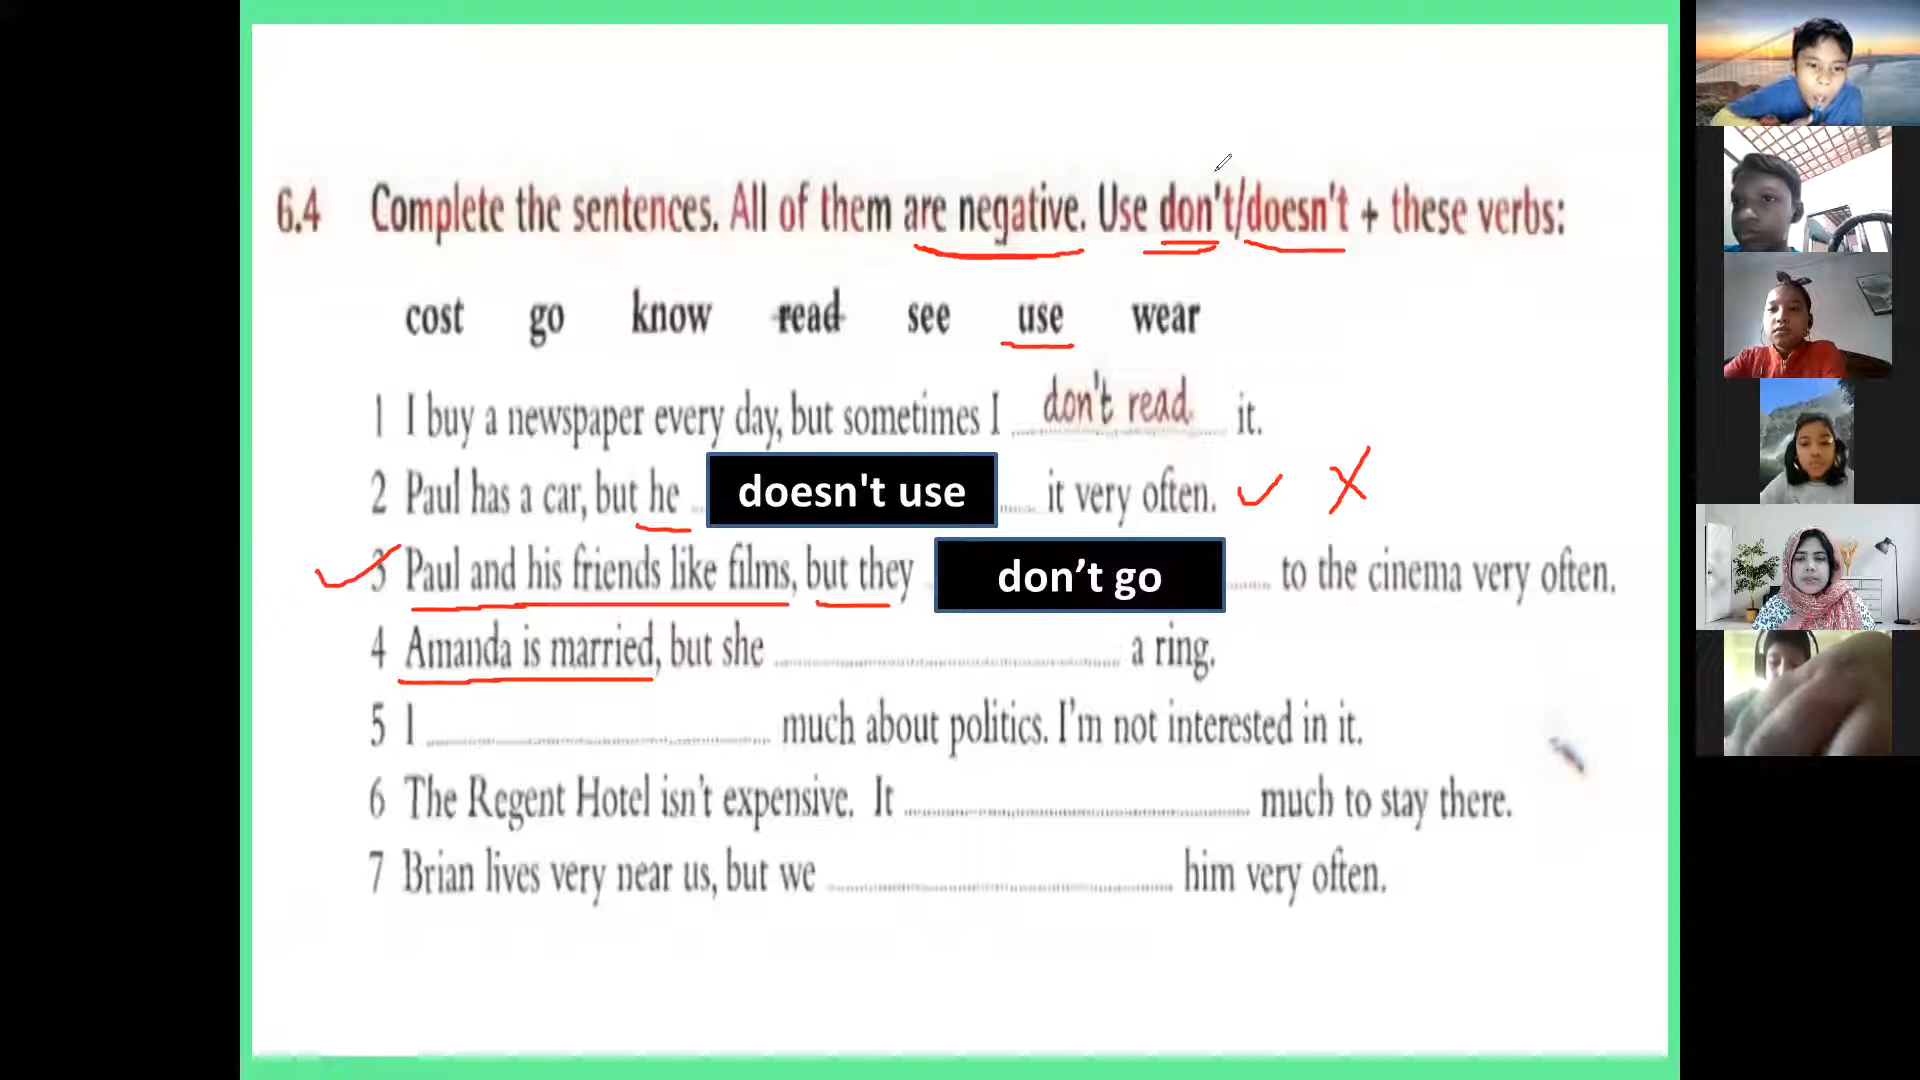 6.4 Complete the sentences. All of them are negative. Use don't/doesn't + these verbs:
cost go know read see use wear
1 I buy a newspaper every day, but sometimes I don't read it.
2 Paul has a car, but he doesn't use it very often.
3 Paul and his friends like films, but they don’t go to the cinema very often.
4 Amanda is married, but she a ring.
5 I much about politics. I'm not interested in it.
6 The Regent Hotel isn't expensive. It much to stay there.
7 Brian lives very near us, but we him very often.